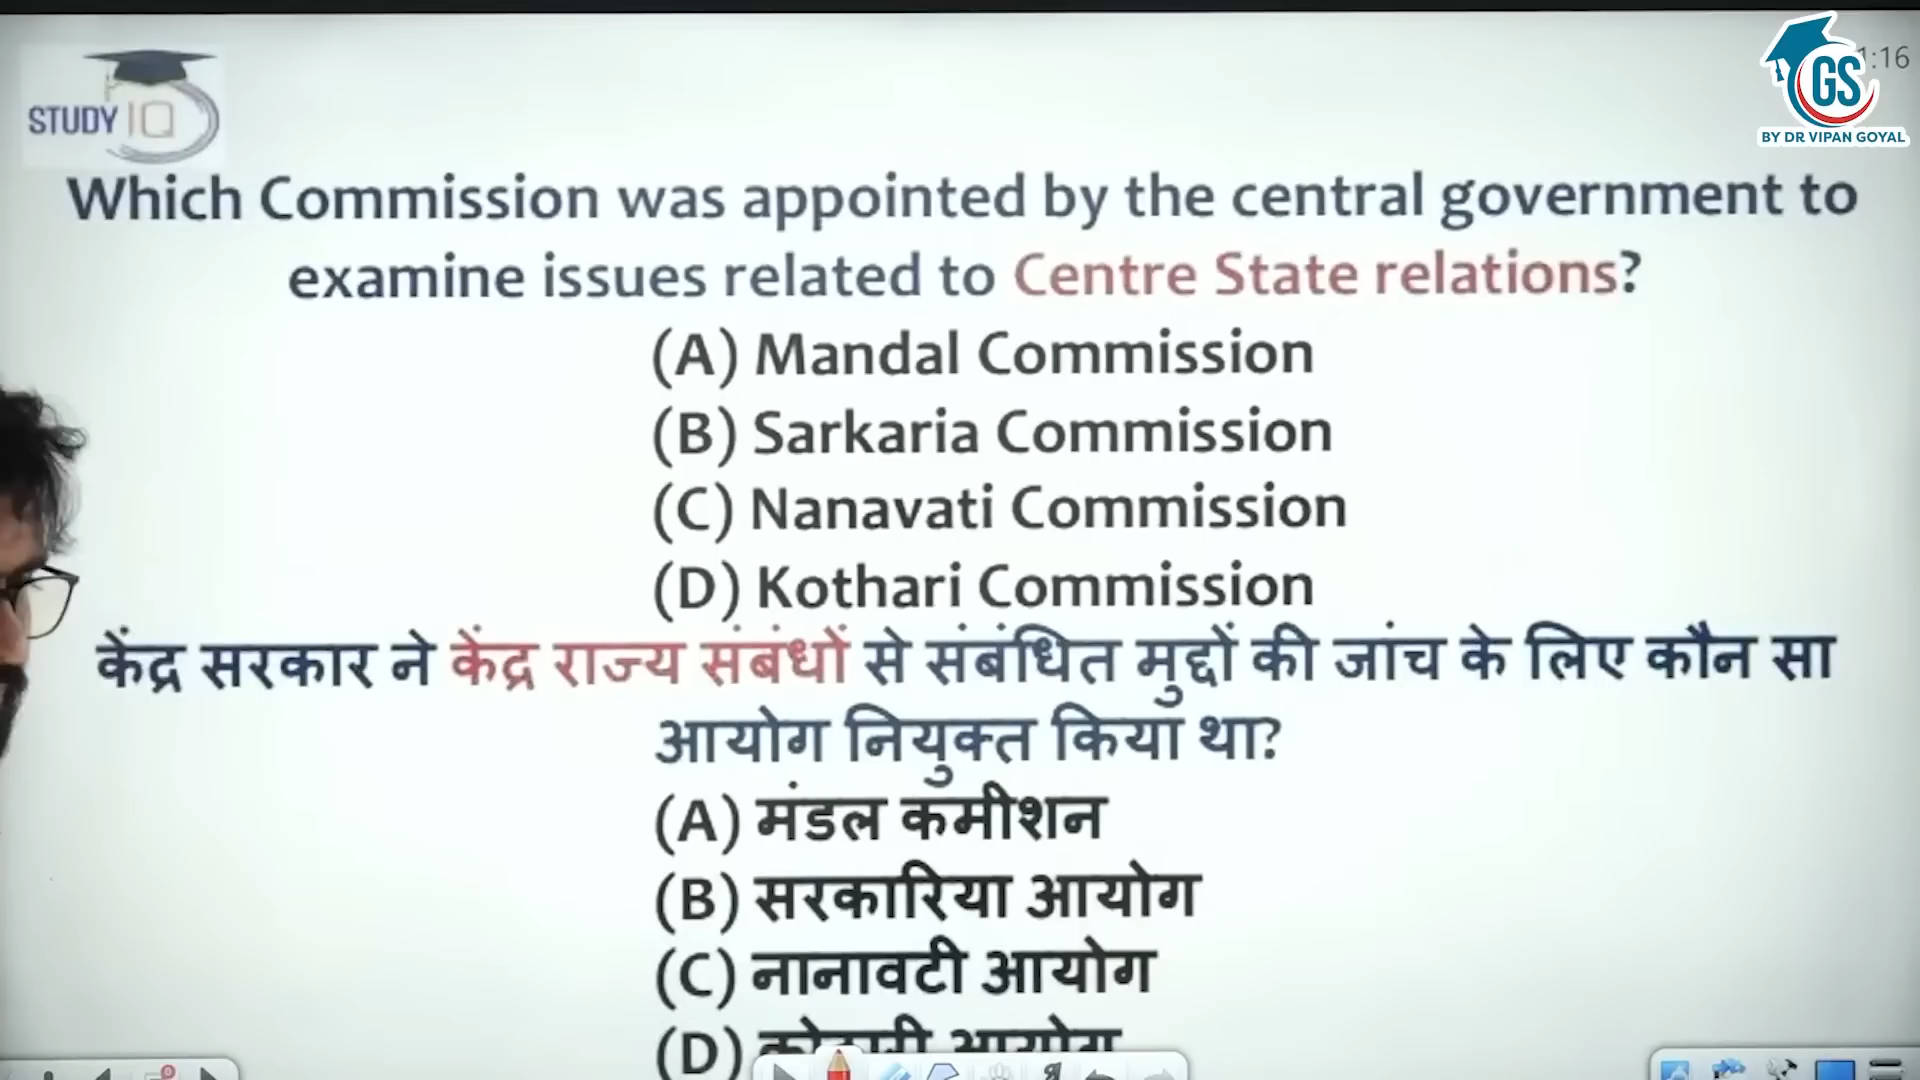 STUDY IQ
1:16
GS
BY DR VIPAN GOYAL
Which Commission was appointed by the central government to
examine issues related to Centre State relations?
(A) Mandal Commission
(B) Sarkaria Commission
(C) Nanavati Commission
(D) Kothari Commission
केंद्र सरकार ने केंद्र राज्य संबंधों से संबंधित मुद्दों की जांच के लिए कौन सा
आयोग नियुक्त किया था?
(A) मंडल कमीशन
(B) सरकारिया आयोग
(C) नानावटी आयोग
(D) कोठारी आयोग